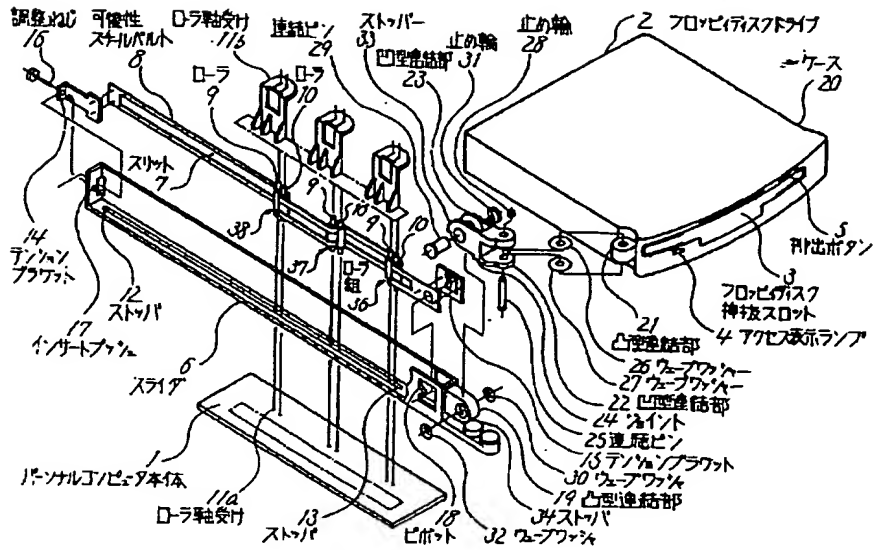 調整ねじ
16
可撓性
スチールベルト
8
ローラ軸受け
11b
ローラ
9
10
連結ピン
29
ストッパー
33
凹型連結部
23
止め輪
31
止め輪
28
2 フロッピィディスクドライブ
ケース
20
スリット
7
9
10
9
10
38
37
ローラ
組
36
14
テンション
ブラケット
12
ストッパ
17
インサートブッシュ
6
スライダ
5
排出ボタン
3
フロッピィディスク
挿抜スロット
4 アクセス表示ランプ
21
凸型連結部
26 ウェーブワッシャー
27 ウェーブワッシャー
22 凹型連結部
24 ジョイント
25 連結ピン
15 テンションブラケット
30 ウェーブワッシャ
19 凸型連結部
34 ストッパ
1
パーソナルコンピュータ本体
11a
ローラ軸受け
13
ストッパ
18
ピボット
32 ウェーブワッシャ